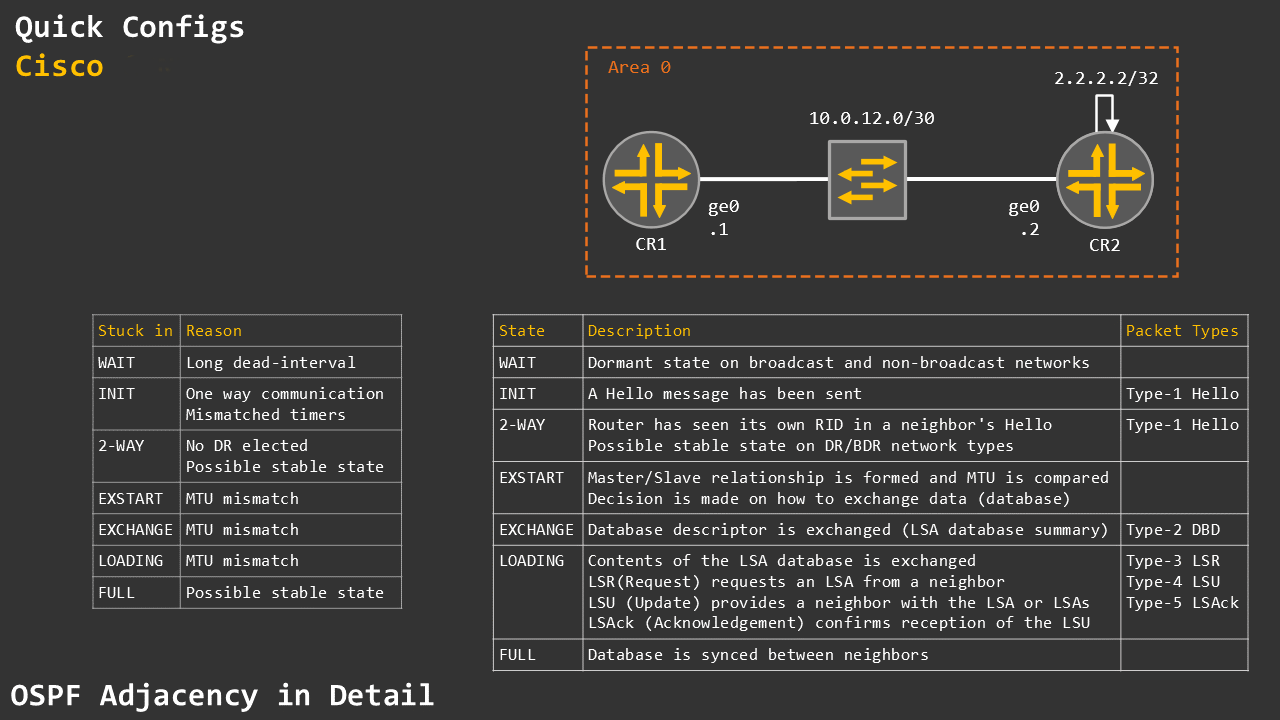 Quick Configs
Cisco
Area 0
2.2.2.2/32
10.0.12.0/30
ge0
.1
ge0
.2
CR1
CR2
Stuck in Reason
WAIT Long dead-interval
INIT One way communication
Mismatched timers
2-WAY No DR elected
Possible stable state
EXSTART MTU mismatch
EXCHANGE MTU mismatch
LOADING MTU mismatch
FULL Possible stable state
State Description Packet Types
WAIT Dormant state on broadcast and non-broadcast networks
INIT A Hello message has been sent Type-1 Hello
2-WAY Router has seen its own RID in a neighbor's Hello Type-1 Hello
Possible stable state on DR/BDR network types
EXSTART Master/Slave relationship is formed and MTU is compared
Decision is made on how to exchange data (database)
EXCHANGE Database descriptor is exchanged (LSA database summary) Type-2 DBD
LOADING Contents of the LSA database is exchanged Type-3 LSR
LSR(Request) requests an LSA from a neighbor Type-4 LSU
LSU (Update) provides a neighbor with the LSA or LSAs Type-5 LSAck
LSAck (Acknowledgement) confirms reception of the LSU
FULL Database is synced between neighbors
OSPF Adjacency in Detail